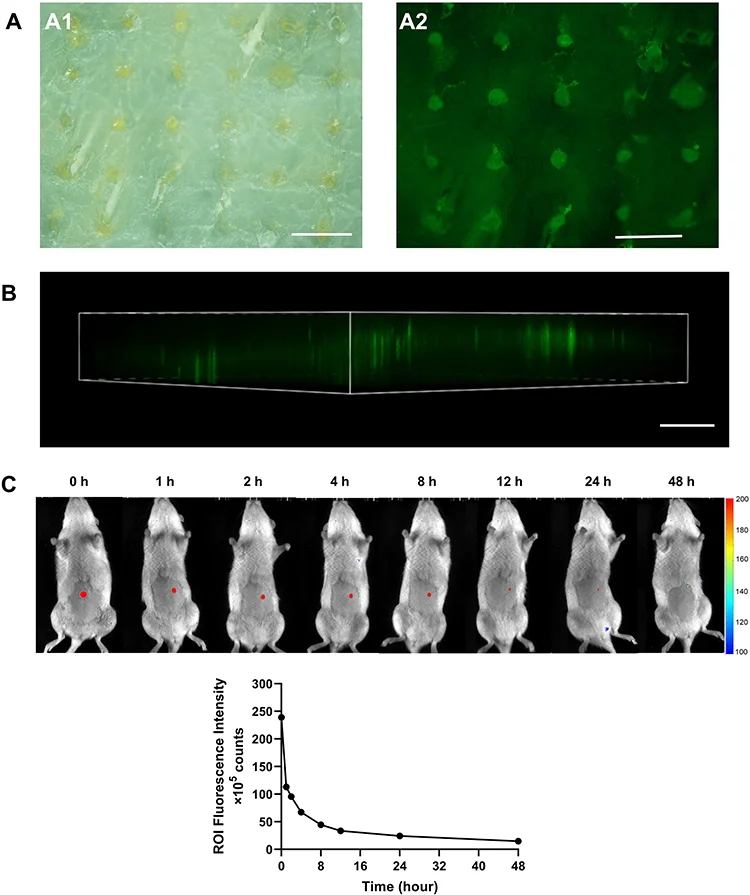 A
A1
A2
B
C
0 h 1 h 2 h 4 h 8 h 12 h 24 h 48 h
200
180
160
140
120
100
ROI Fluorescence Intensity
×10⁵ counts
300
250
200
150
100
50
0
0 8 16 24 32 40 48
Time (hour)